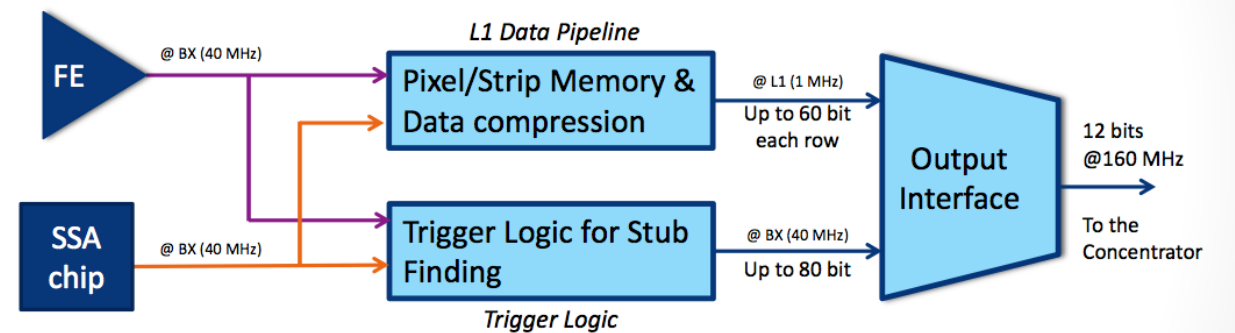 L1 Data Pipeline
@ BX (40 MHz)
FE
Pixel/Strip Memory &
Data compression
@ L1 (1 MHz)
Up to 60 bit
each row
Output
Interface
12 bits
@160 MHz
To the
Concentrator
SSA
chip
@ BX (40 MHz)
Trigger Logic for Stub
Finding
@ BX (40 MHz)
Up to 80 bit
Trigger Logic